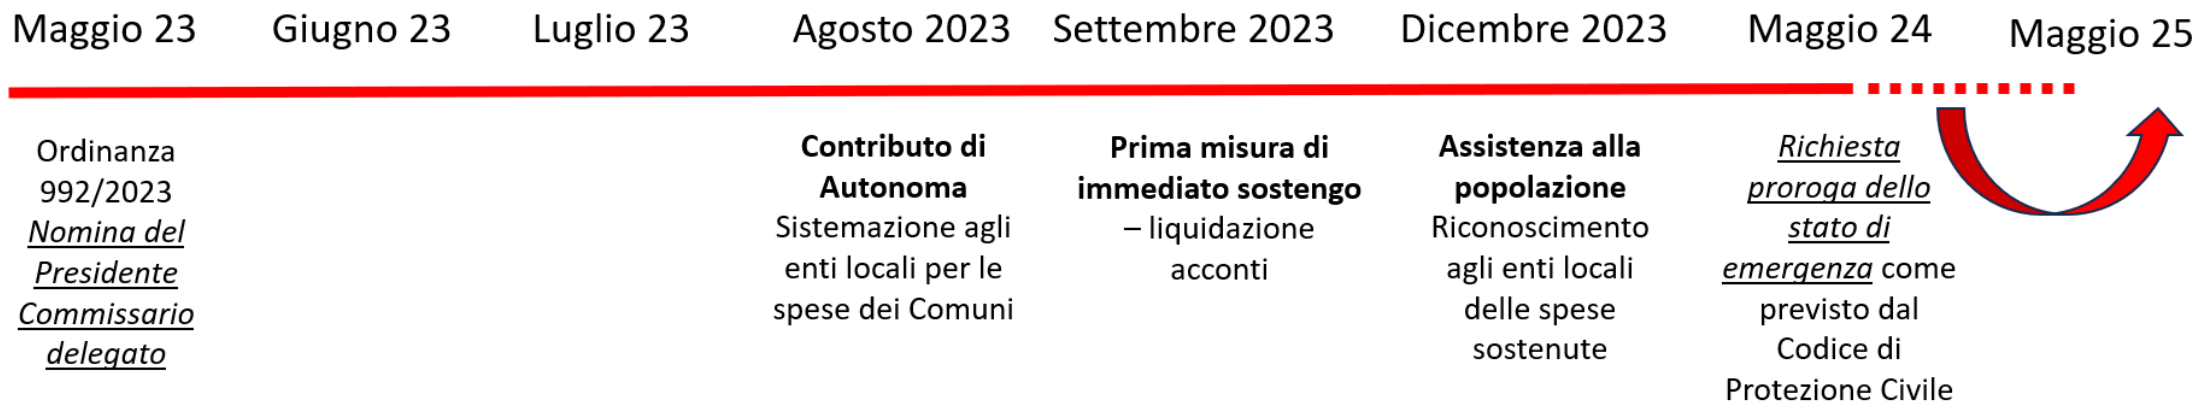 Maggio 23
Giugno 23
Luglio 23
Agosto 2023
Settembre 2023
Dicembre 2023
Maggio 24
Maggio 25
Ordinanza
992/2023
Nomina del
Presidente
Commissario
delegato
Contributo di
Autonoma
Sistemazione agli
enti locali per le
spese dei Comuni
Prima misura di
immediato sostengo
– liquidazione
acconti
Assistenza alla
popolazione
Riconoscimento
agli enti locali
delle spese
sostenute
Richiesta
proroga dello
stato di
emergenza come
previsto dal
Codice di
Protezione Civile